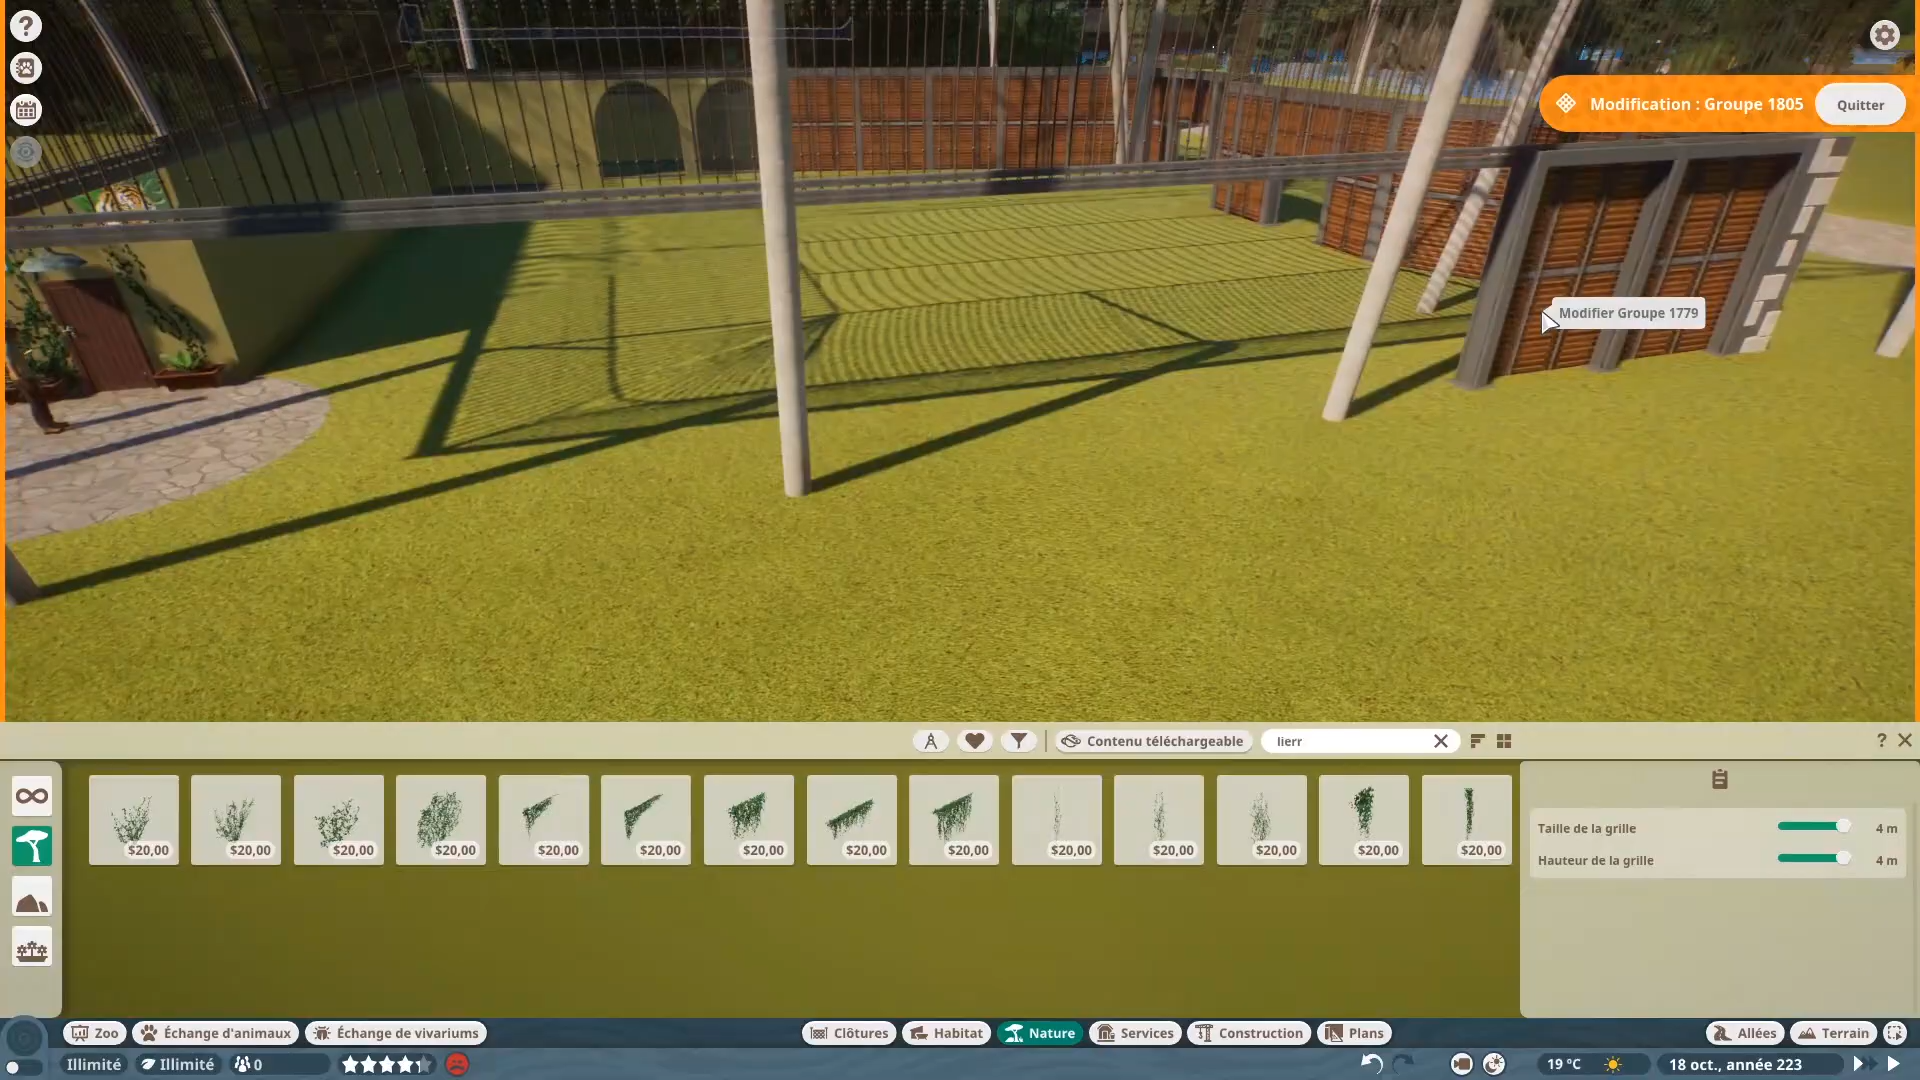 ?
Modification : Groupe 1805
Quitter
Modifier Groupe 1779
Contenu téléchargeable
lierr
?
$20,00
$20,00
$20,00
$20,00
$20,00
$20,00
$20,00
$20,00
$20,00
$20,00
$20,00
$20,00
$20,00
$20,00
Taille de la grille
4 m
Hauteur de la grille
4 m
Zoo
Échange d'animaux
Échange de vivariums
Clôtures
Habitat
Nature
Services
Construction
Plans
Allées
Terrain
Illimité
Illimité
0
19 °C
18 oct., année 223